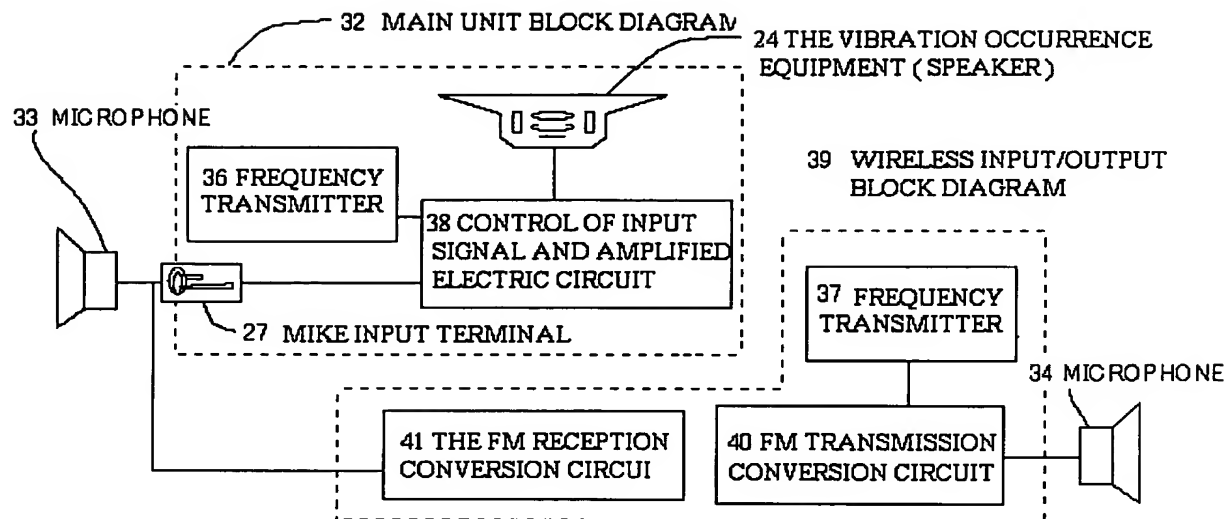 32 MAIN UNIT BLOCK DIAGRAM
24 THE VIBRATION OCCURRENCE
EQUIPMENT ( SPEAKER )
33 MICROPHONE
39 WIRELESS INPUT/OUTPUT
BLOCK DIAGRAM
36 FREQUENCY
TRANSMITTER
38 CONTROL OF INPUT
SIGNAL AND AMPLIFIED
ELECTRIC CIRCUIT
37 FREQUENCY
TRANSMITTER
27 MIKE INPUT TERMINAL
34 MICROPHONE
41 THE FM RECEPTION
CONVERSION CIRCUI
40 FM TRANSMISSION
CONVERSION CIRCUIT